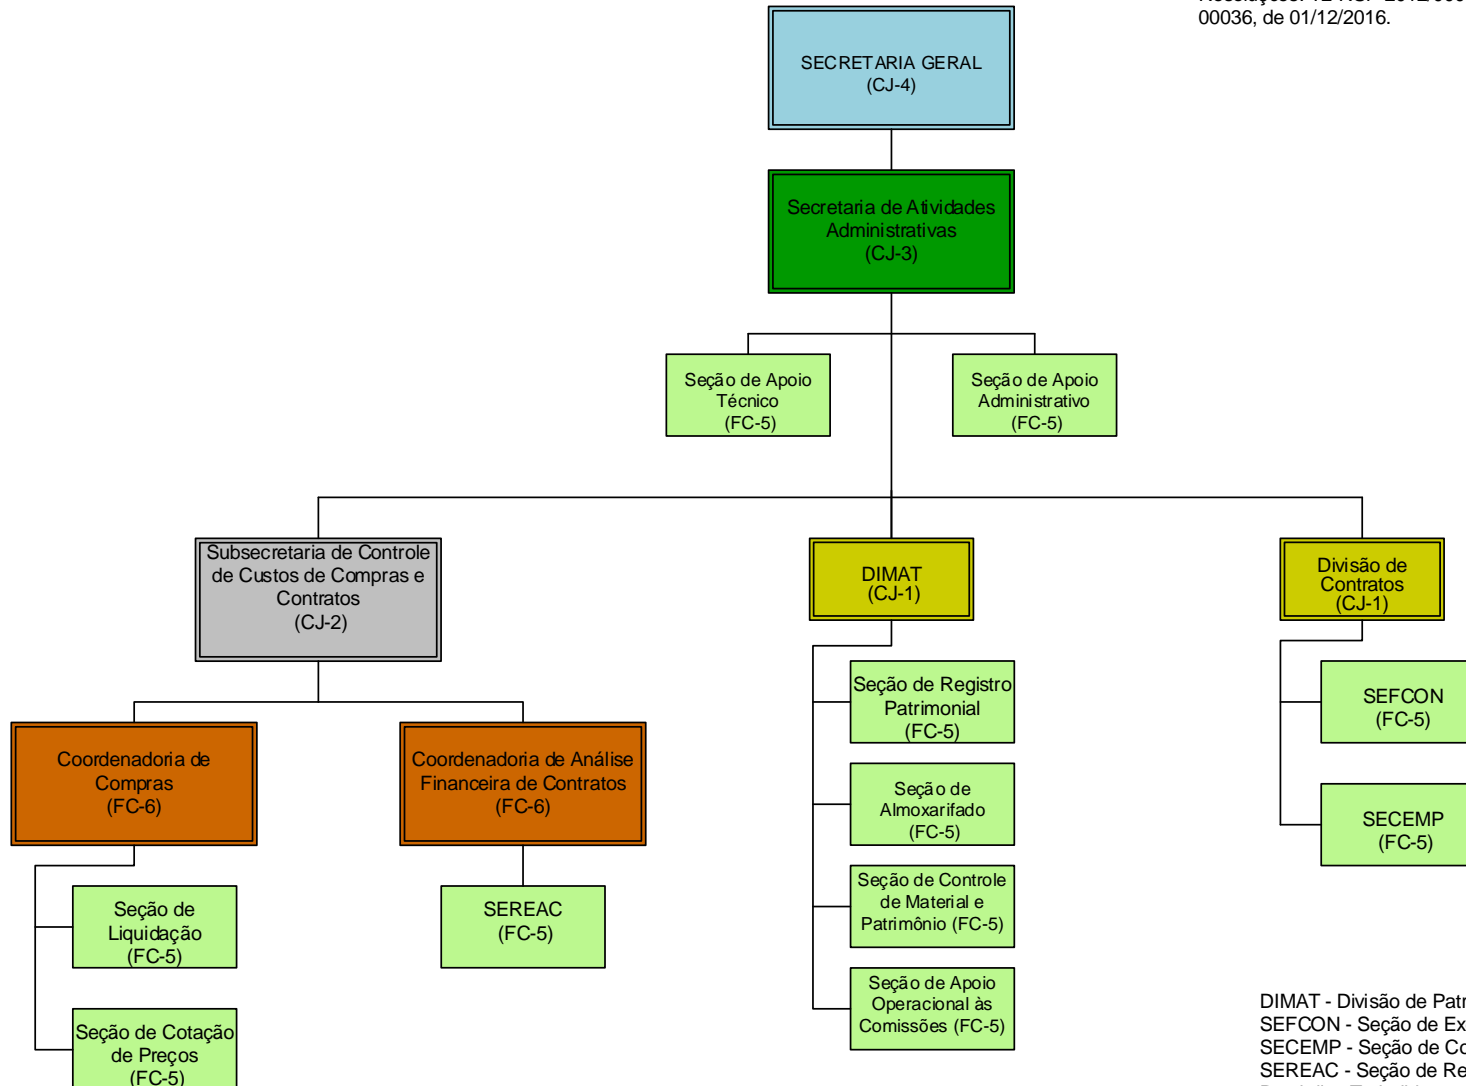 00036, de 01/12/2016.
SECRETARIA GERAL
(CJ-4)
Secretaria de Atividades
Administrativas
(CJ-3)
Seção de Apoio
Técnico
(FC-5)
Seção de Apoio
Administrativo
(FC-5)
Subsecretaria de Controle
de Custos de Compras e
Contratos
(CJ-2)
DIMAT
(CJ-1)
Divisão de
Contratos
(CJ-1)
Coordenadoria de
Compras
(FC-6)
Coordenadoria de Análise
Financeira de Contratos
(FC-6)
Seção de
Liquidação
(FC-5)
Seção de Cotação
de Preços
(FC-5)
SEREAC
(FC-5)
Seção de Registro
Patrimonial
(FC-5)
Seção de
Almoxarifado
(FC-5)
Seção de Controle
de Material e
Patrimônio (FC-5)
Seção de Apoio
Operacional às
Comissões (FC-5)
SEFCON
(FC-5)
SECEMP
(FC-5)
DIMAT - Divisão de
SEFCON - Seção de
SECEMP - Seção de
SEREAC - Seção de